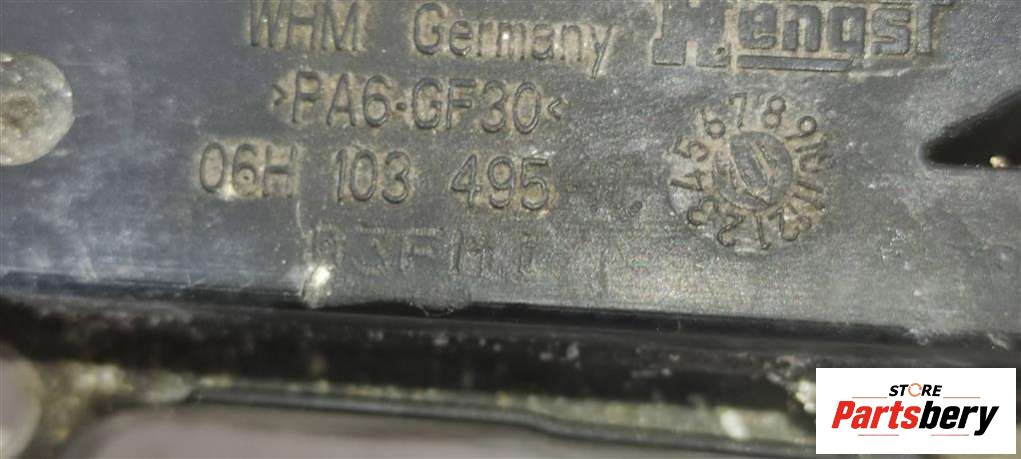 WHM Germany Hengst
>PA6-GF30<
06H 103 495
STORE
Partsbery